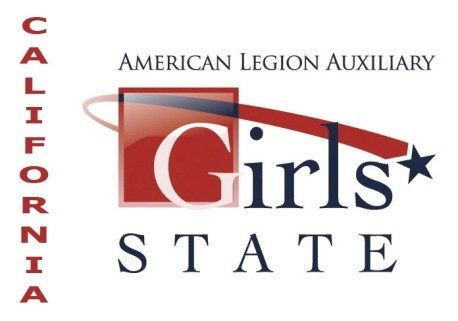 CALIFORNIA
AMERICAN LEGION AUXILIARY
Girls
STATE